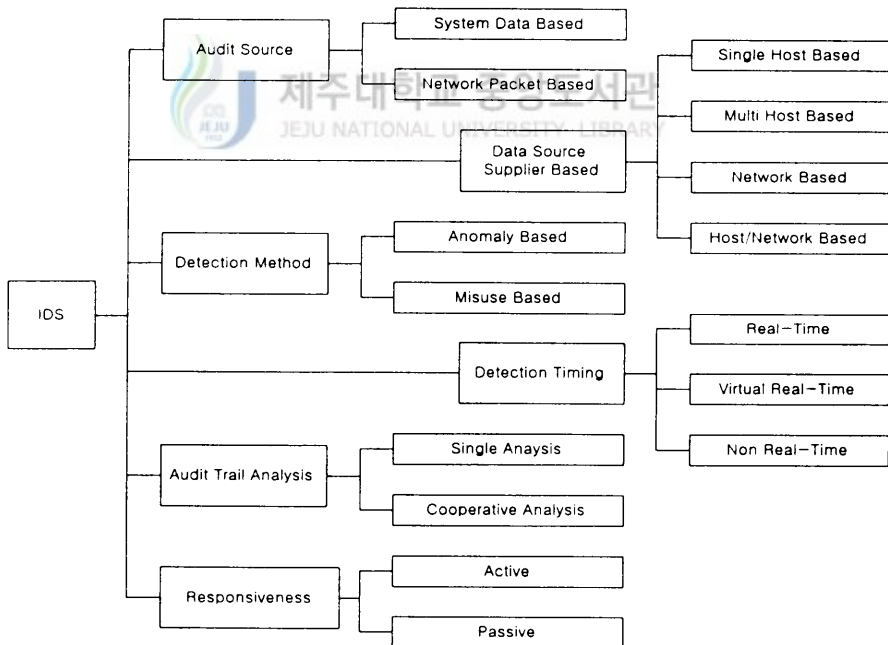 Audit Source
System Data Based
Network Packet Based
Single Host Based
Multi Host Based
제주대학교 중앙도서관
JEJU NATIONAL UNIVERSITY LIBRARY
JEJU
1952
Data Source
Supplier Based
Network Based
Host/Network Based
Detection Method
Anomaly Based
Misuse Based
IDS
Detection Timing
Real-Time
Virtual Real-Time
Non Real-Time
Audit Trail Analysis
Single Anaysis
Cooperative Analysis
Responsiveness
Active
Passive